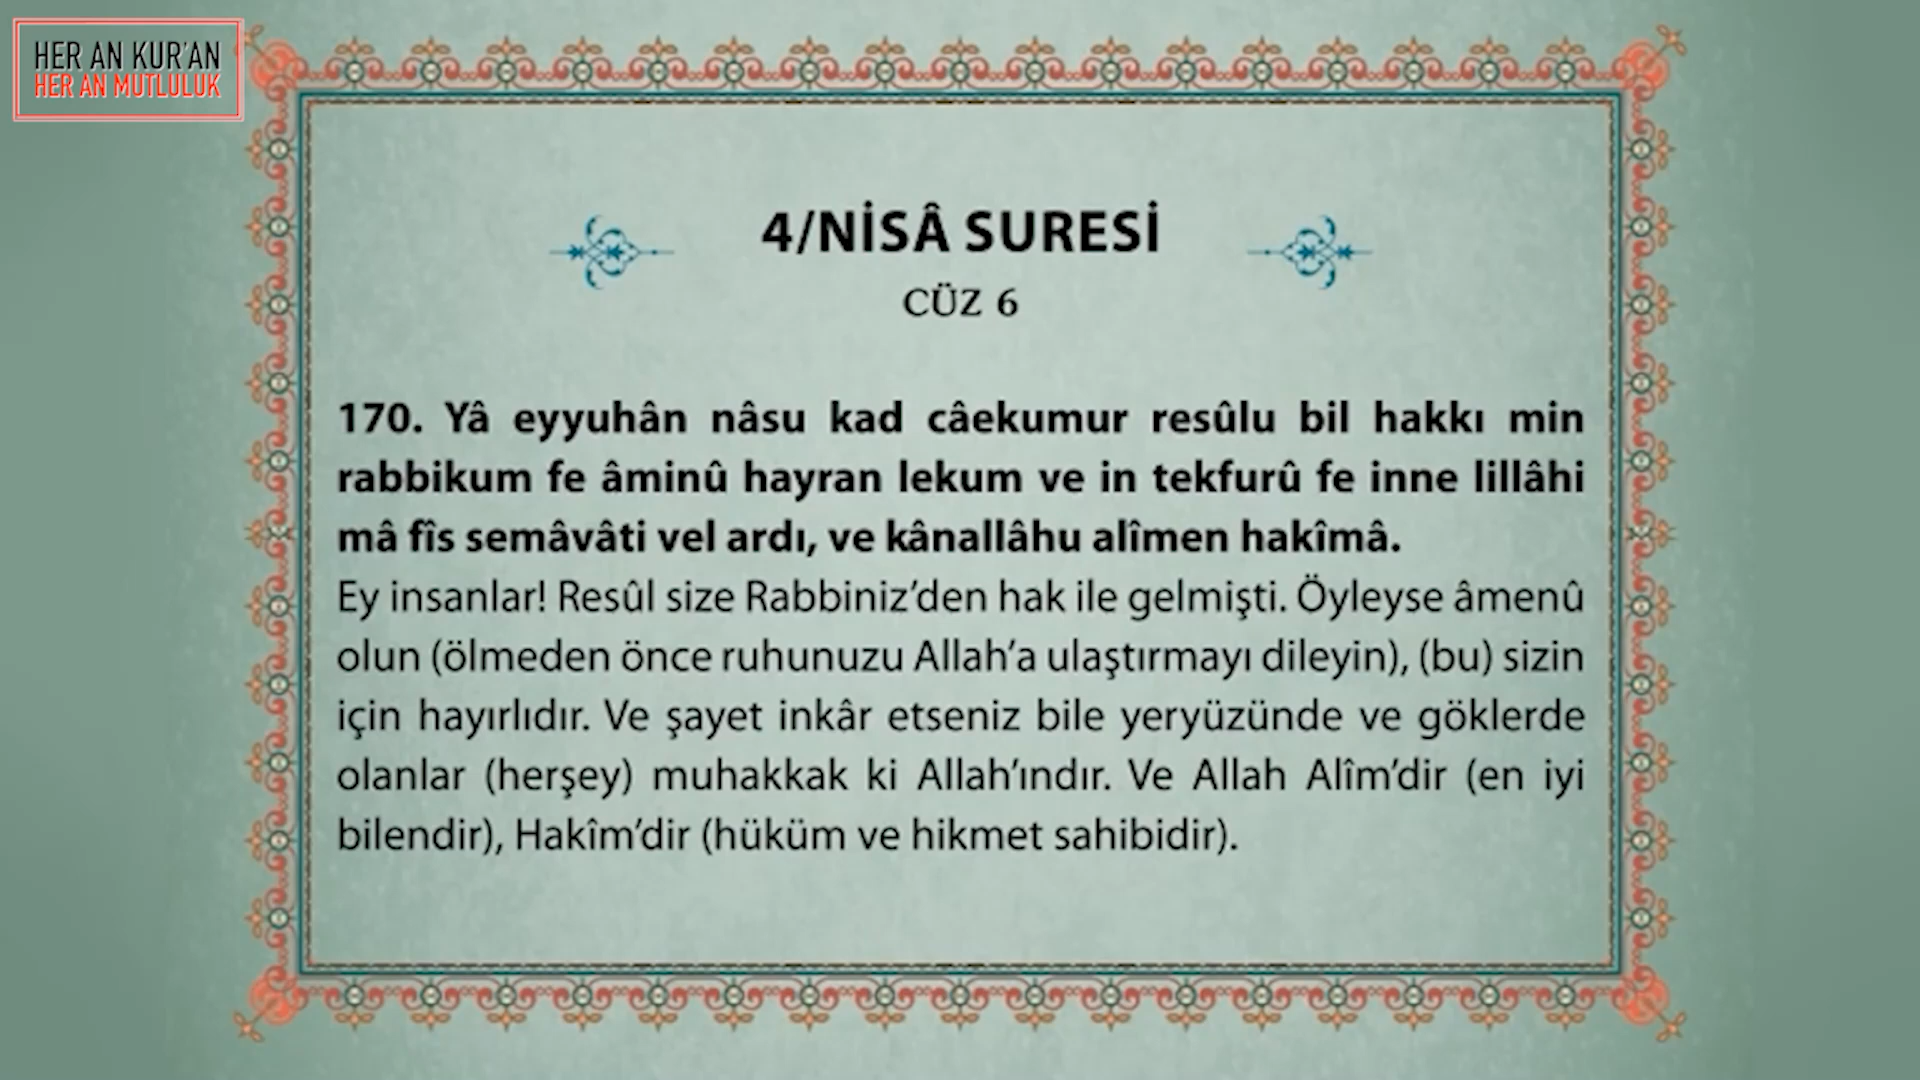 HER AN KUR'AN
HER AN MUTLULUK
4/NİSÂ SURESİ
CÜZ 6
170. Yâ eyyuhân nâsu kad câekumur resûlu bil hakkı min
rabbikum fe âminû hayran lekum ve in tekfurû fe inne lillâhi
mâ fîs semâvâti vel ardı, ve kânallâhu alîmen hakîmâ.
Ey insanlar! Resûl size Rabbiniz’den hak ile gelmişti. Öyleyse âmenû
olun (ölmeden önce ruhunuzu Allah’a ulaştırmayı dileyin), (bu) sizin
için hayırlıdır. Ve şayet inkâr etseniz bile yeryüzünde ve göklerde
olanlar (herşey) muhakkak ki Allah’ındır. Ve Allah Alîm’dir (en iyi
bilendir), Hakîm’dir (hüküm ve hikmet sahibidir).